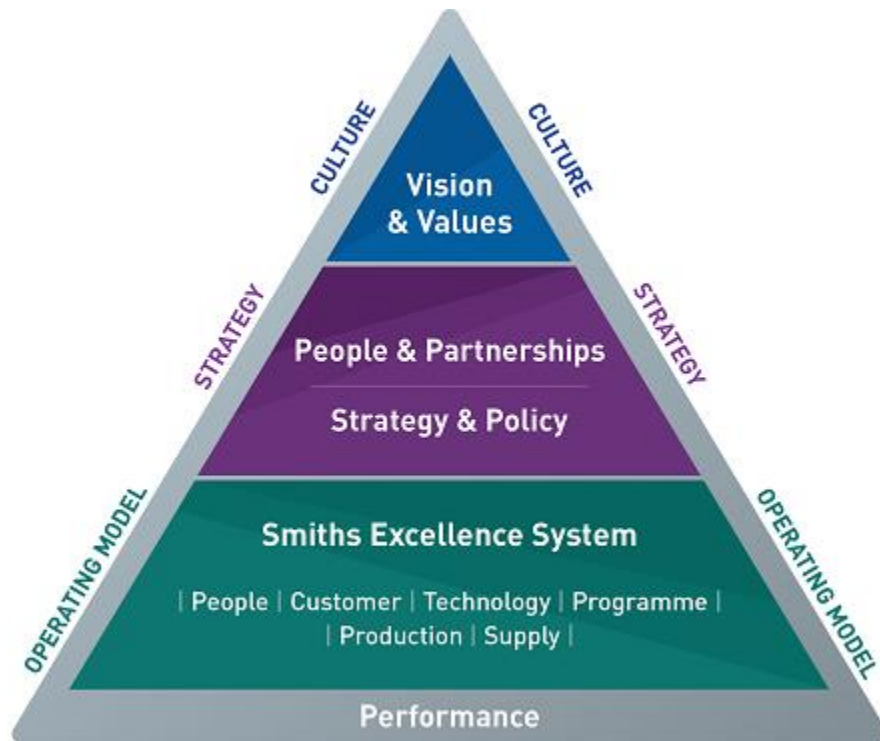 CULTURE
CULTURE
Vision
& Values
STRATEGY
STRATEGY
People & Partnerships
Strategy & Policy
OPERATING MODEL
OPERATING MODEL
Smiths Excellence System
| People | Customer | Technology | Programme |
| Production | Supply |
Performance